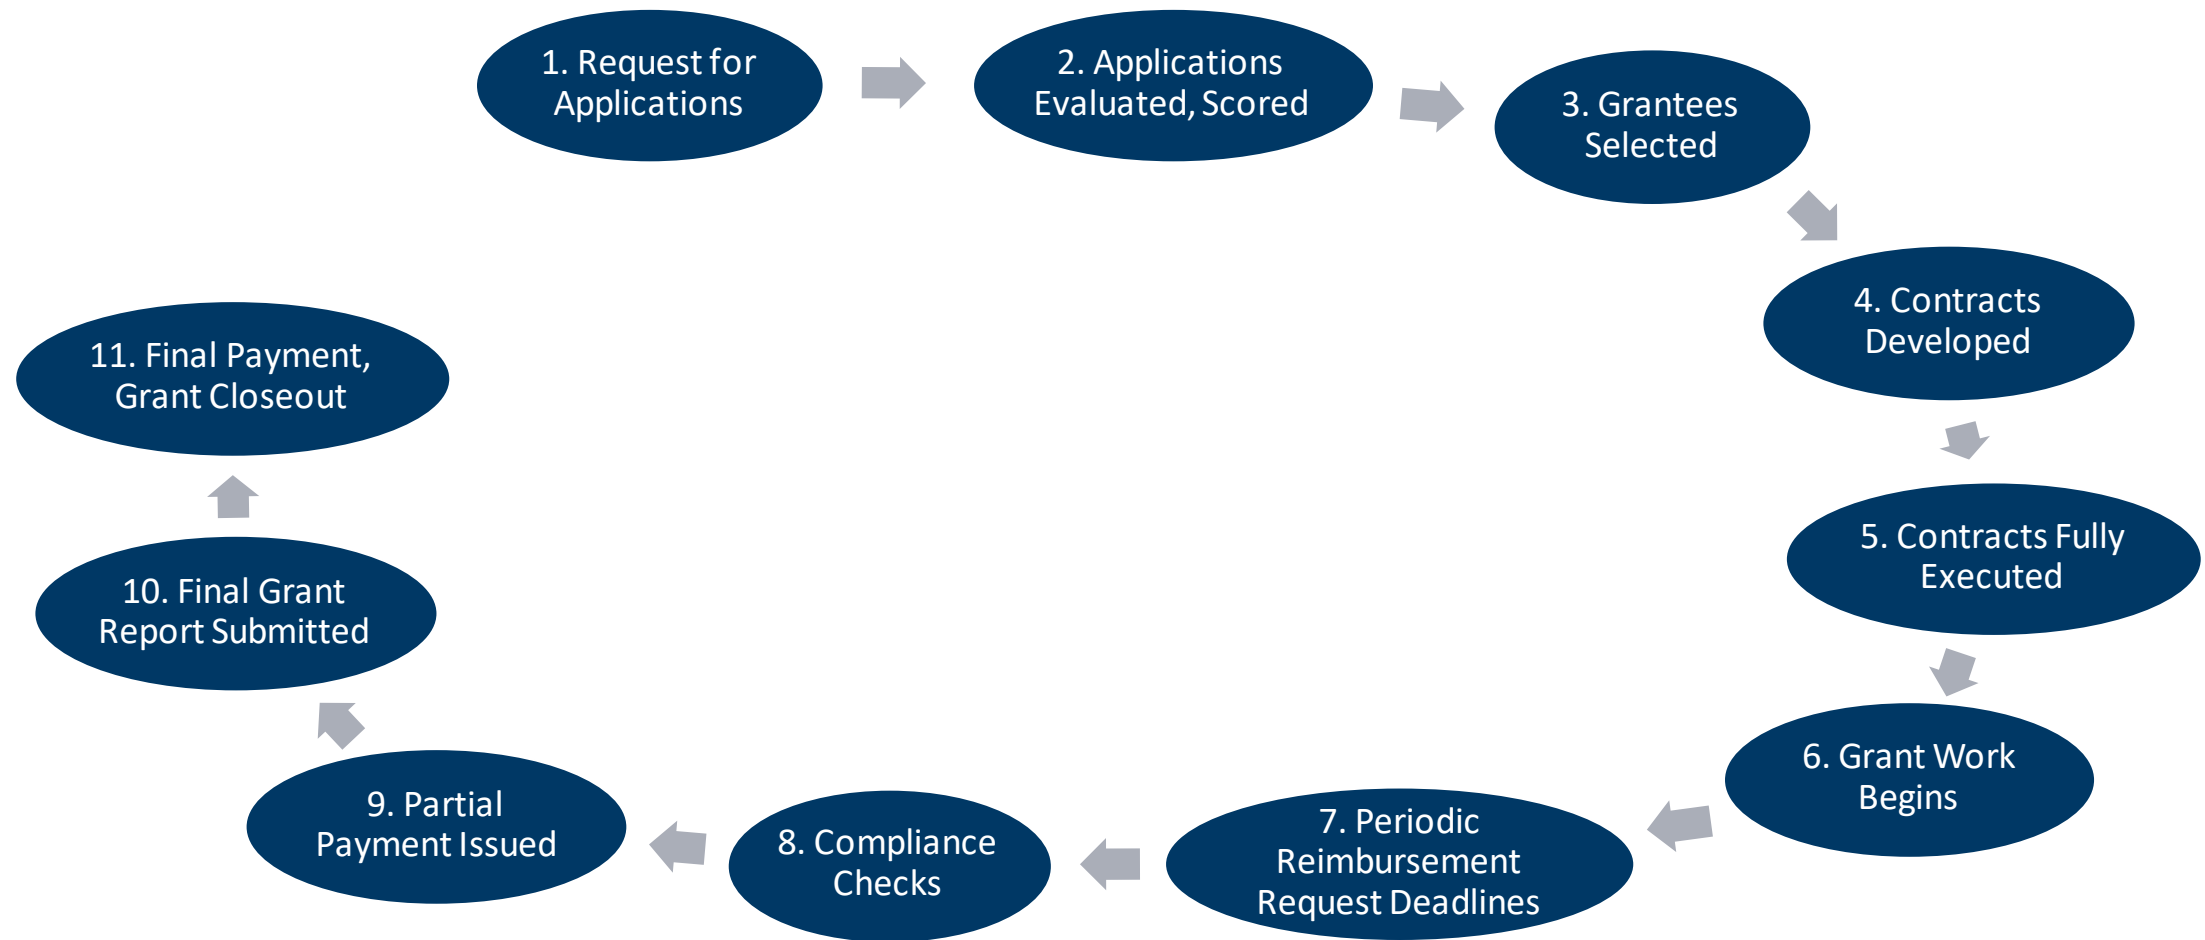 1. Request for
Applications
2. Applications
Evaluated, Scored
3. Grantees
Selected
4. Contracts
Developed
5. Contracts Fully
Executed
6. Grant Work
Begins
7. Periodic
Reimbursement
Request Deadlines
8. Compliance
Checks
9. Partial
Payment Issued
10. Final Grant
Report Submitted
11. Final Payment,
Grant Closeout